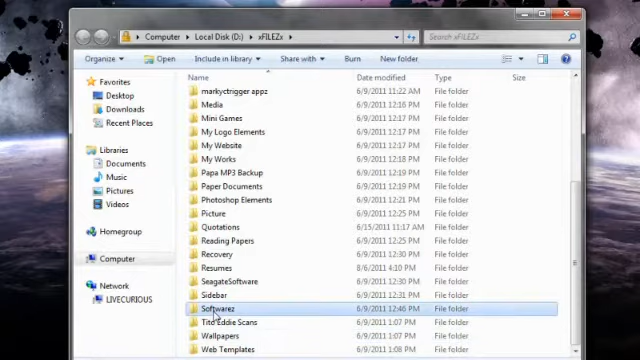 Computer ▸ Local Disk (D:) ▸ xFILEZx ▸ Search xFILEZx
Organize Open Include in library Share with Burn New folder
Name Date modified Type Size
Favorites
Desktop
Downloads
Recent Places
Libraries
Documents
Music
Pictures
Videos
Homegroup
Computer
Network
LIVECURIOUS
markyctrigger appz 6/9/2011 11:22 AM File folder
Media 6/9/2011 12:16 PM File folder
Mini Games 6/9/2011 12:17 PM File folder
My Logo Elements 6/9/2011 12:17 PM File folder
My Website 6/9/2011 12:17 PM File folder
My Works 6/9/2011 12:18 PM File folder
Papa MP3 Backup 6/9/2011 12:19 PM File folder
Paper Documents 6/9/2011 12:19 PM File folder
Photoshop Elements 6/9/2011 12:21 PM File folder
Picture 6/9/2011 12:25 PM File folder
Quotations 6/15/2011 11:17 AM File folder
Reading Papers 6/9/2011 12:30 PM File folder
Recovery 6/9/2011 12:30 PM File folder
Resumes 6/8/2011 4:10 PM File folder
SeagateSoftware 6/9/2011 12:30 PM File folder
Sidebar 6/9/2011 12:31 PM File folder
Softwarez 6/9/2011 12:46 PM File folder
Tito Eddie Scans 6/9/2011 1:07 PM File folder
Wallpapers 6/9/2011 1:07 PM File folder
Web Templates 6/9/2011 1:08 PM File folder